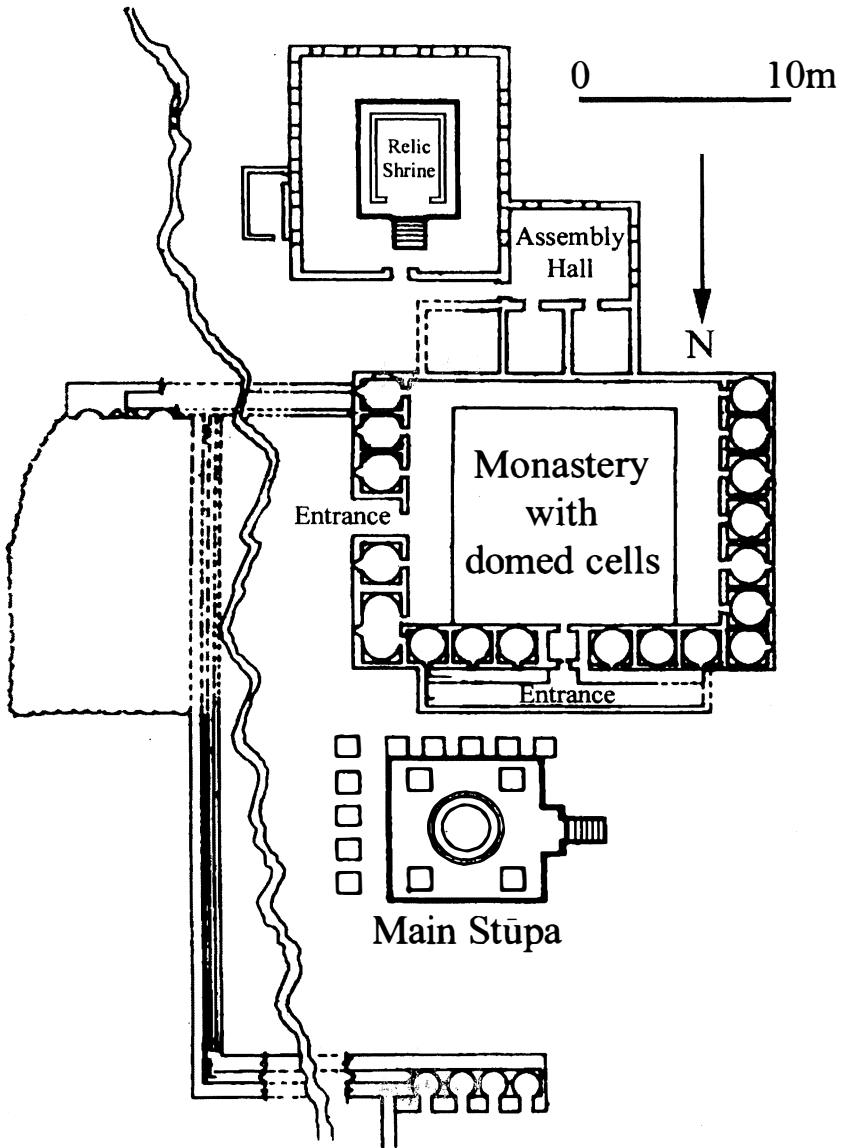 0 10m
Relic
Shrine
Assembly
Hall
N
Monastery
with
domed cells
Entrance
Entrance
Main Stūpa